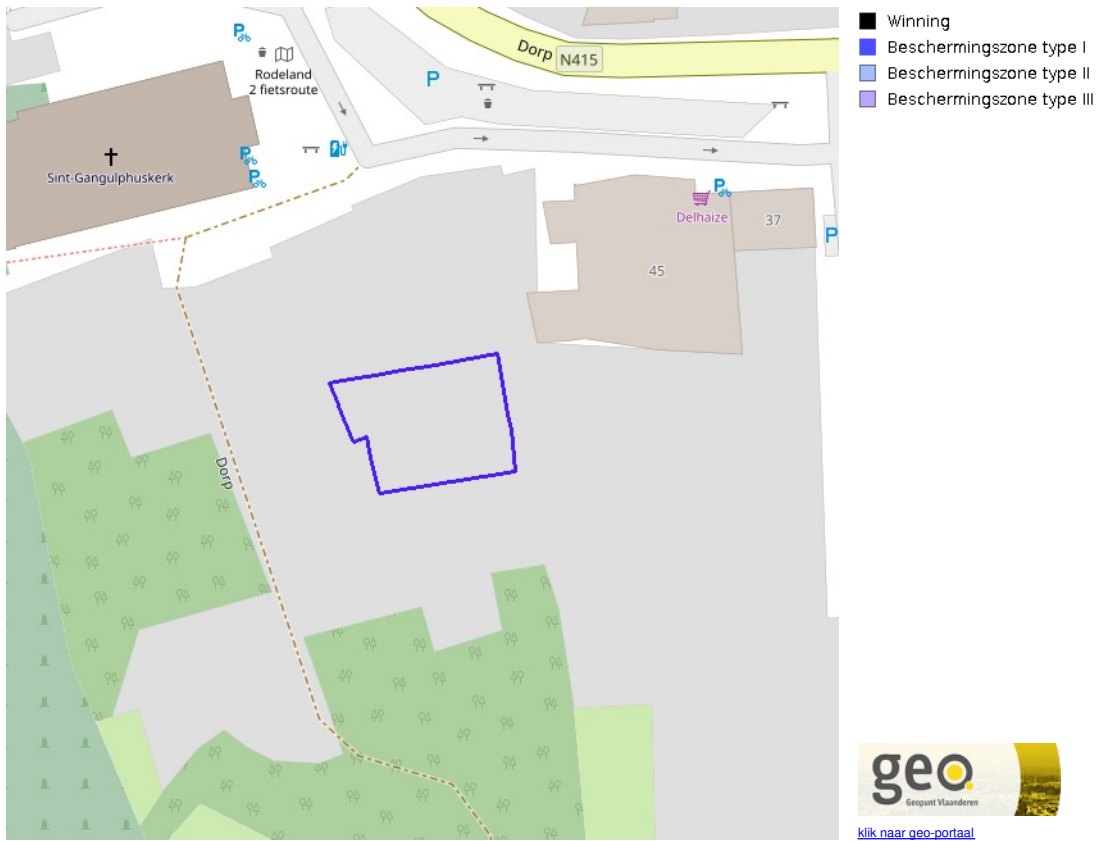 Winning
Beschermingszone type I
Beschermingszone type II
Beschermingszone type III
Dorp
N415
P
P
Rodeland
2 fietsroute
P
Sint-Gangulphuskerk
P
P
P
Delhaize
37
P
45
Dorp
geo.
Geopunt Vlaanderen
klik naar geo-portaal